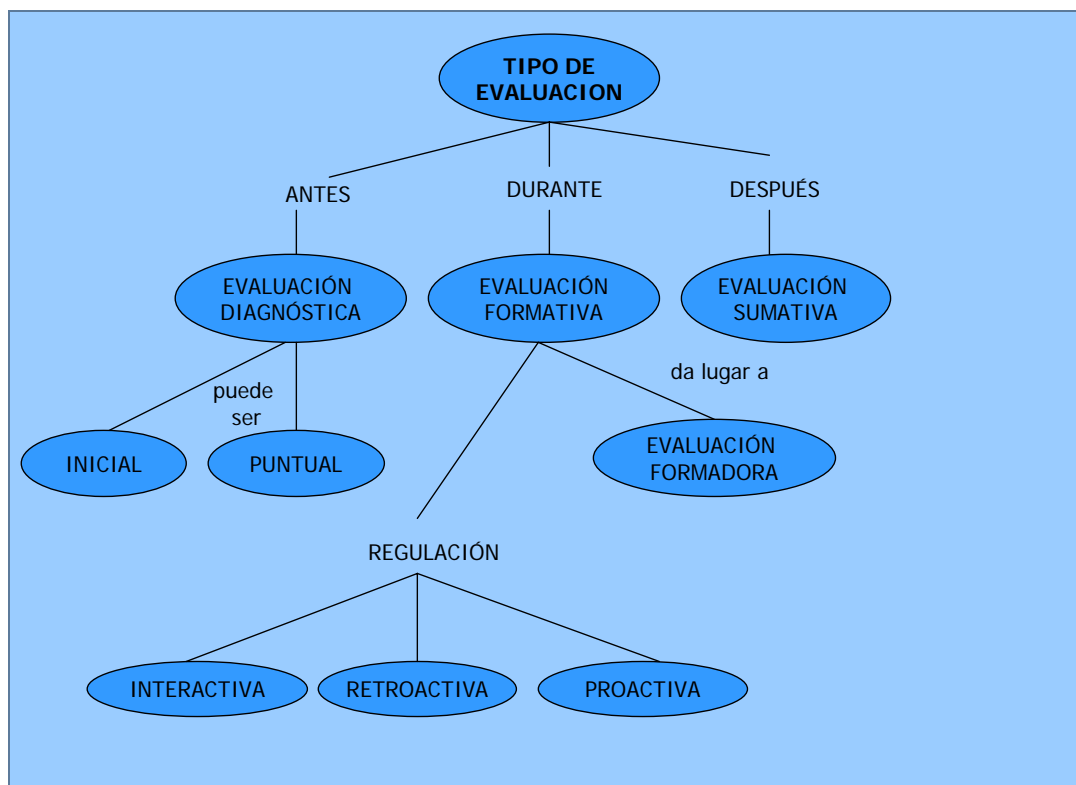 TIPO DE
EVALUACION
ANTES
DURANTE
DESPUÉS
EVALUACIÓN
DIAGNÓSTICA
EVALUACIÓN
FORMATIVA
EVALUACIÓN
SUMATIVA
puede
ser
da lugar a
INICIAL
PUNTUAL
EVALUACIÓN
FORMADORA
REGULACIÓN
INTERACTIVA
RETROACTIVA
PROACTIVA